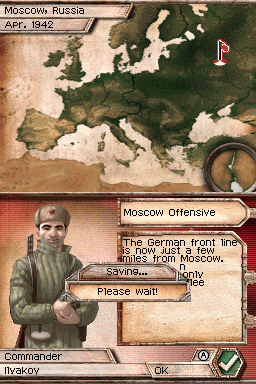 Moscow, Russia
Apr. 1942
Moscow Offensive
The German front line
is now just a few
miles from Moscow.
Saving...
only
Please wait!
Commander
Ilyakov
A
OK